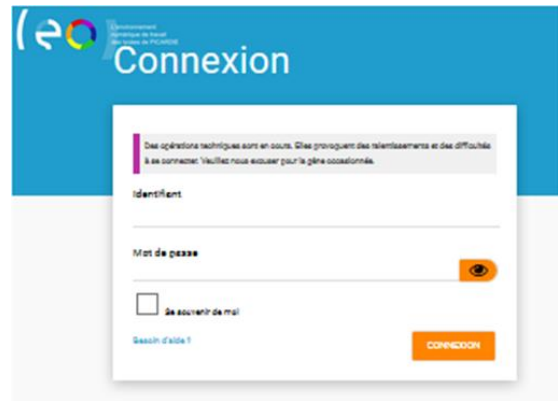 (eo)
L'environnement
numérique de travail
des lycées de PICARDIE
Connexion
Des opérations techniques sont en cours. Elles provoquent des ralentissements et des difficultés
à se connecter. Veuillez nous excuser pour la gêne occasionnée.
Identifiant
Mot de passe
Se souvenir de moi
Besoin d'aide ?
CONNEXION